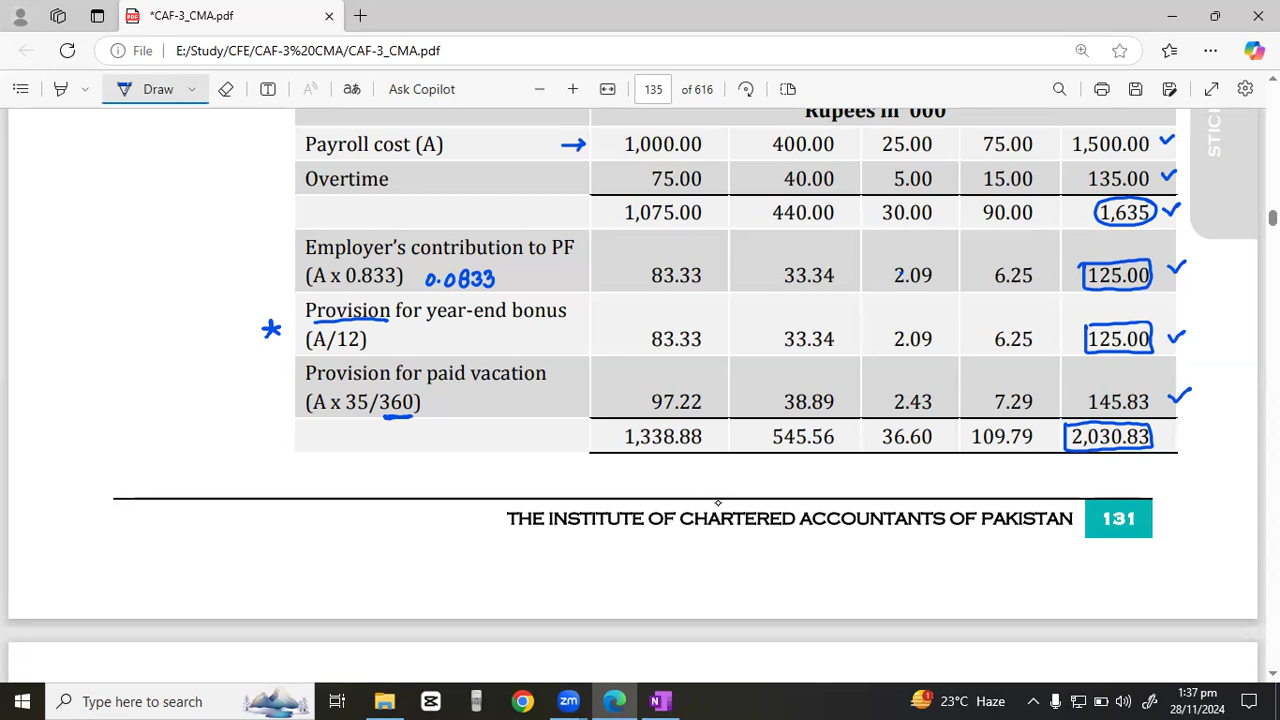 *CAF-3_CMA.pdf
File E:/Study/CFE/CAF-3%20CMA/CAF-3_CMA.pdf
Draw Ask Copilot 135 of 616
Rupees in '000
Payroll cost (A) → 1,000.00 400.00 25.00 75.00 1,500.00
Overtime 75.00 40.00 5.00 15.00 135.00
1,075.00 440.00 30.00 90.00 1,635
Employer's contribution to PF
(A x 0.833) 0.0833 83.33 33.34 2.09 6.25 125.00
* Provision for year-end bonus
(A/12) 83.33 33.34 2.09 6.25 125.00
Provision for paid vacation
(A x 35/360) 97.22 38.89 2.43 7.29 145.83
1,338.88 545.56 36.60 109.79 2,030.83
STICI
THE INSTITUTE OF CHARTERED ACCOUNTANTS OF PAKISTAN 131
Type here to search
23°C Haze
1:37 pm
28/11/2024